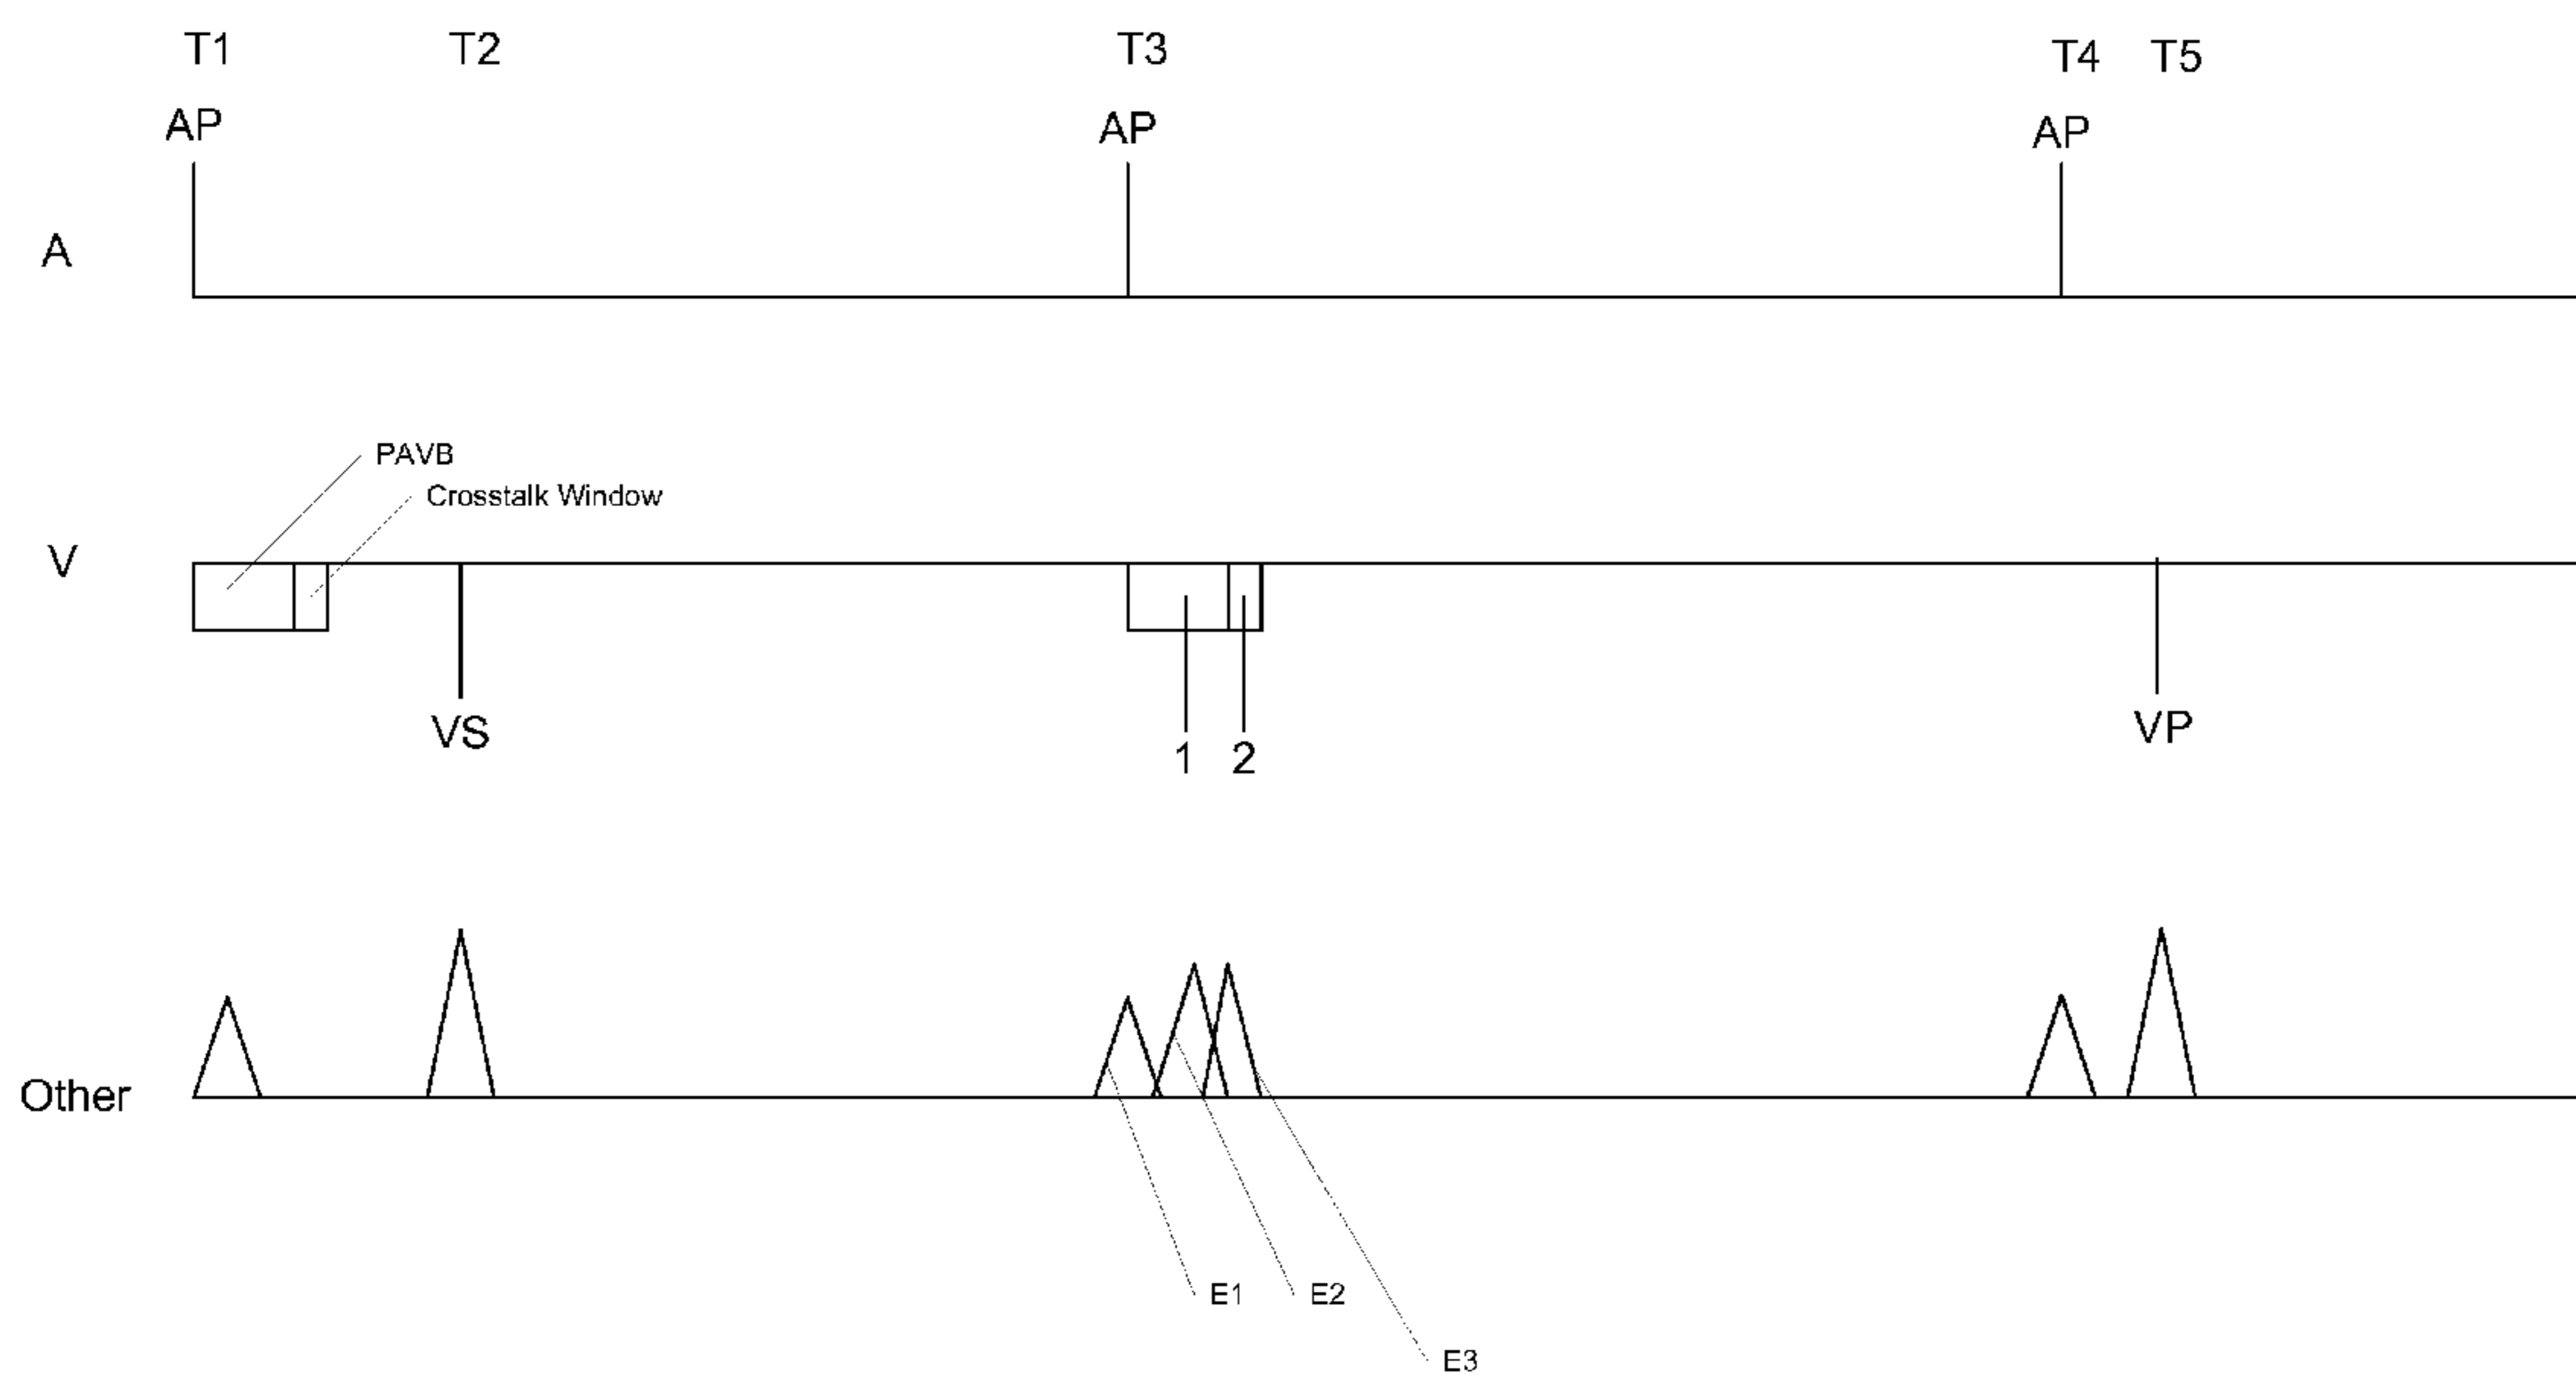 T1 T2 T3 T4 T5
AP AP AP
A
PAVB
Crosstalk Window
V
VS VP
1 2
Other
E1 E2
E3